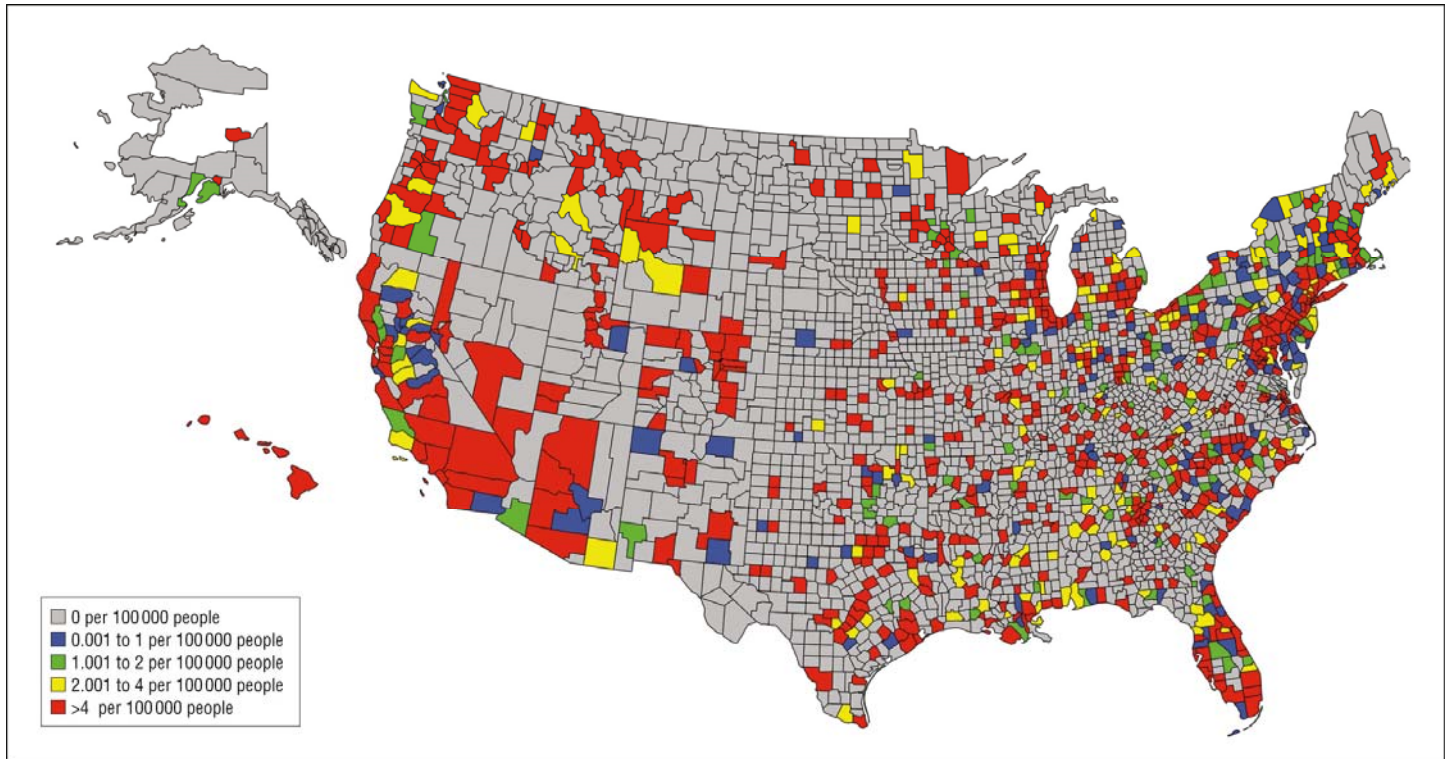 0 per 100 000 people
0.001 to 1 per 100 000 people
1.001 to 2 per 100 000 people
2.001 to 4 per 100 000 people
>4 per 100 000 people